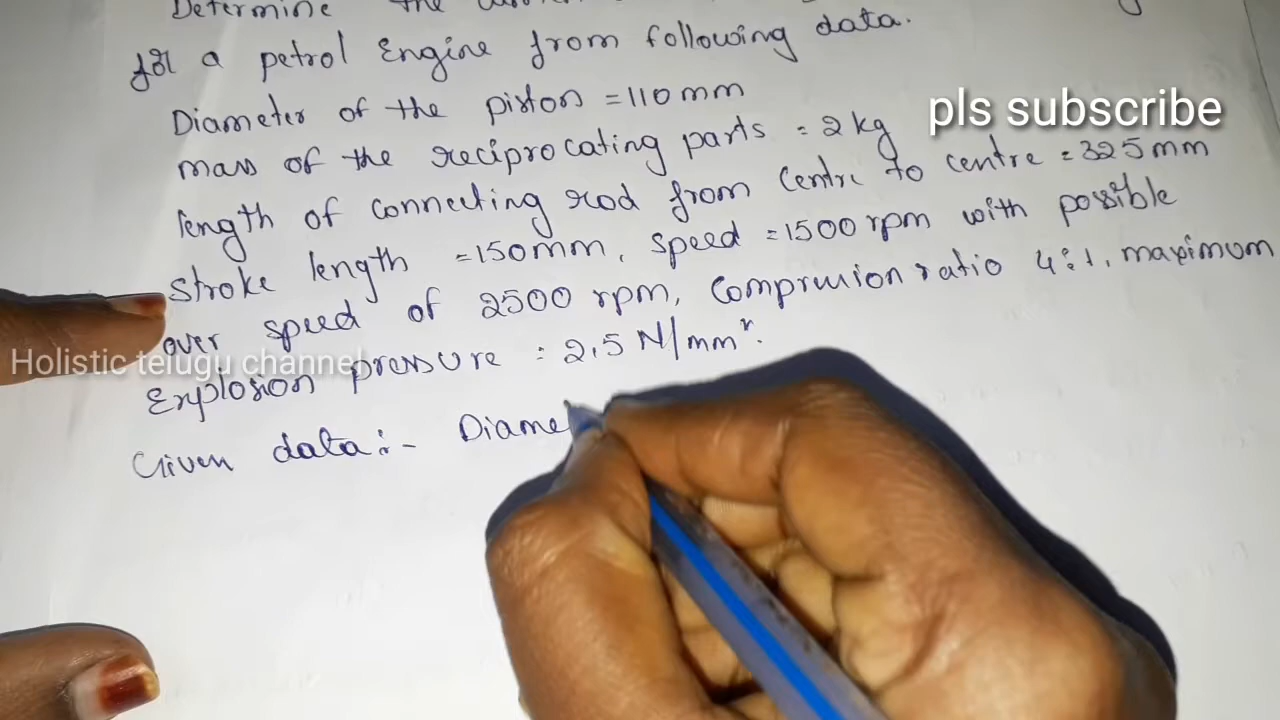 Determine the
for a petrol Engine from following data.
Diameter of the piston = 110 mm
mass of the reciprocating parts = 2 kg
length of connecting rod from centre to centre = 325 mm
stroke length = 150 mm, speed = 1500 rpm with possible
over speed of 2500 rpm, compression ratio 4:1, maximum
Explosion pressure = 2.5 N/mm².
Given data:- Diame
pls subscribe
Holistic telugu channel